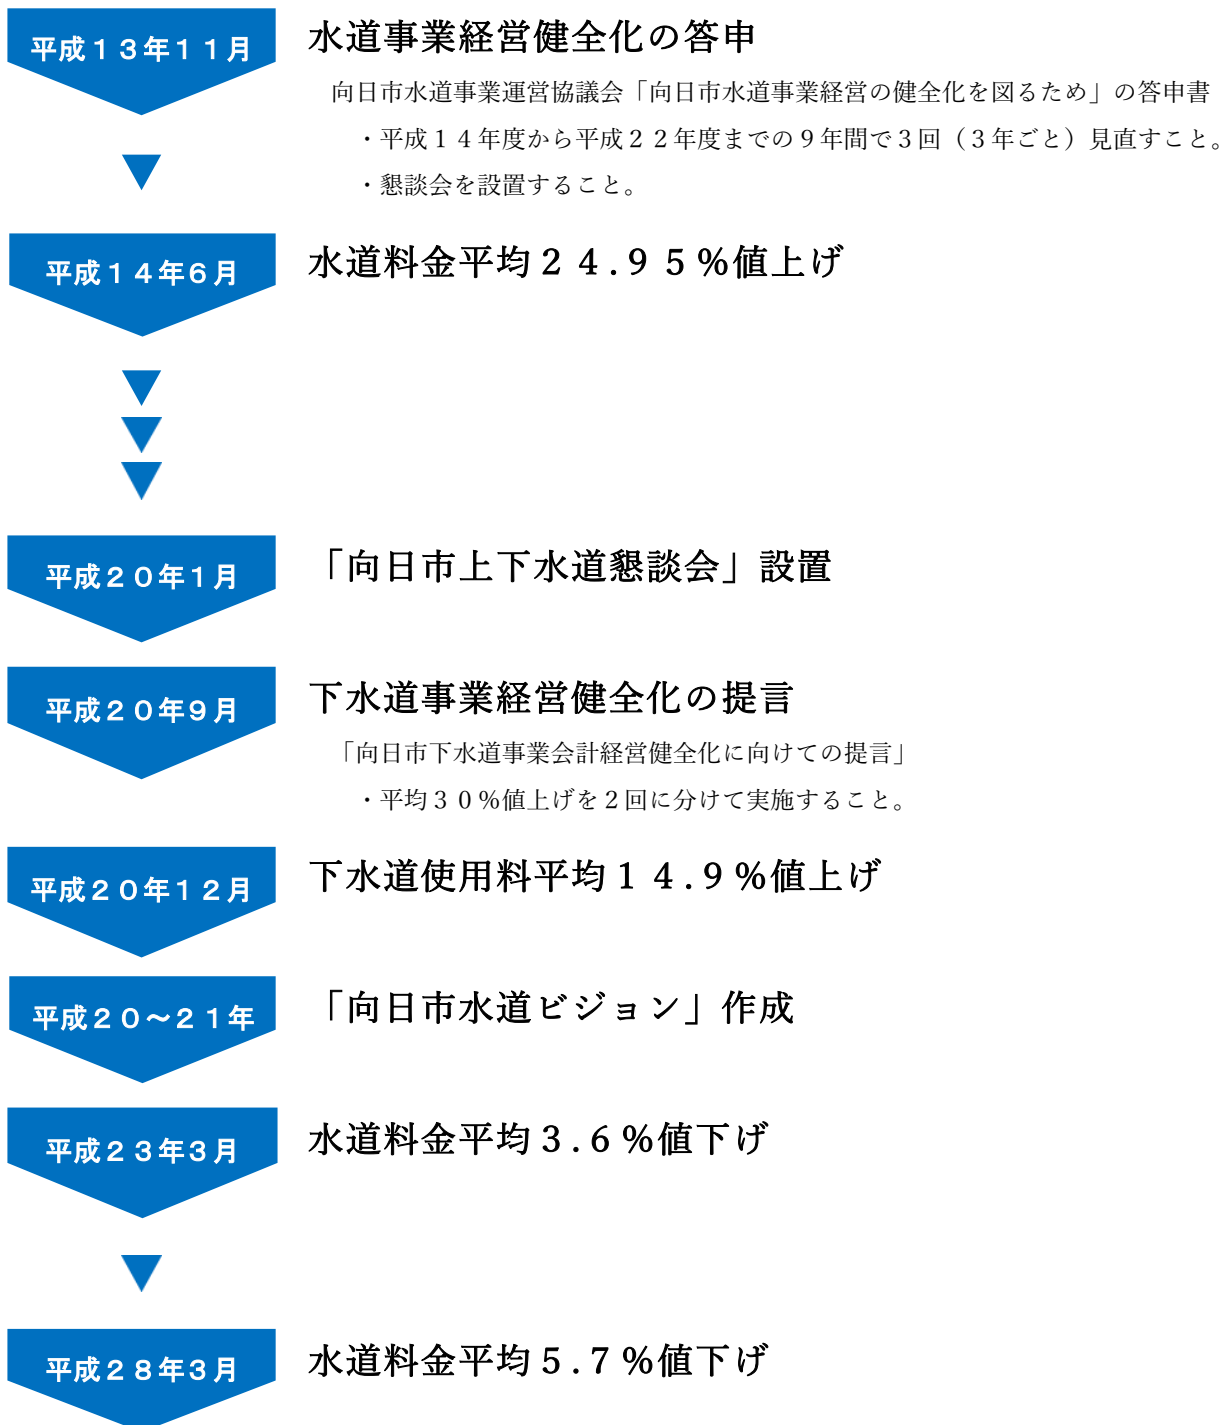 平成１３年１１月
水道事業経営健全化の答申
向日市水道事業運営協議会「向日市水道事業経営の健全化を図るため」の答申書
・平成１４年度から平成２２年度までの９年間で３回（３年ごと）見直すこと。
・懇談会を設置すること。
平成１４年６月
水道料金平均２４.９５％値上げ
平成２０年１月
「向日市上下水道懇談会」設置
平成２０年９月
下水道事業経営健全化の提言
「向日市下水道事業会計経営健全化に向けての提言」
・平均３０％値上げを２回に分けて実施すること。
平成２０年１２月
下水道使用料平均１４.９％値上げ
平成２０～２１年
「向日市水道ビジョン」作成
平成２３年３月
水道料金平均３.６％値下げ
平成２８年３月
水道料金平均５.７％値下げ